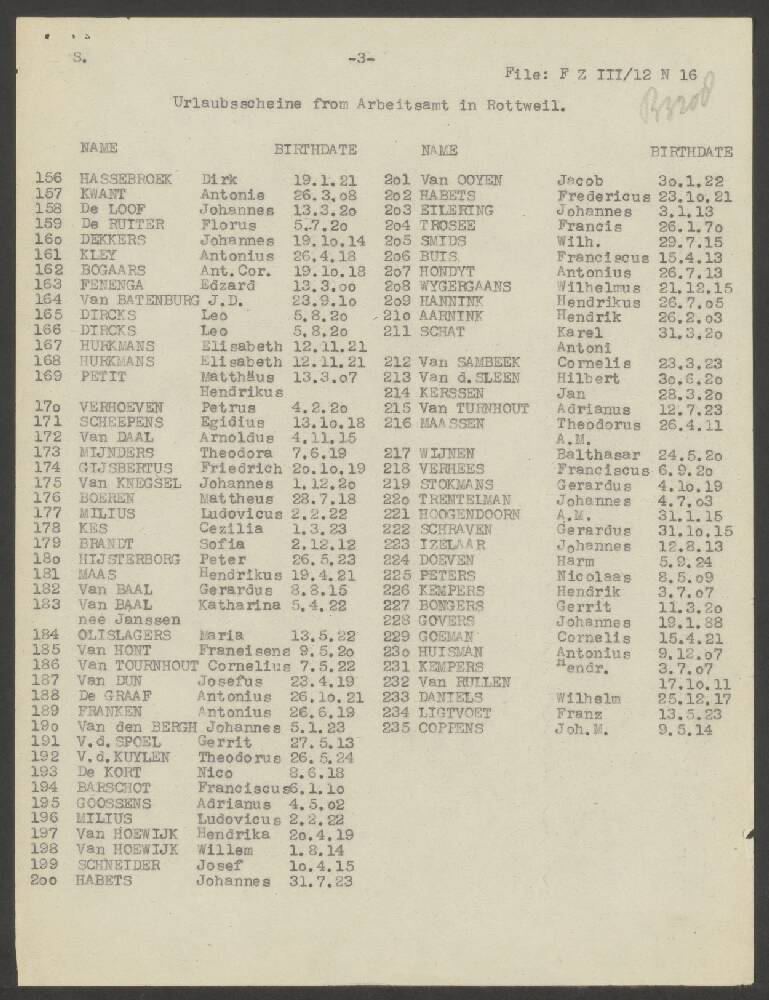 S.
-3-
File: F Z III/12 N 16
Urlaubsscheine from Arbeitsamt in Rottweil.
NAME BIRTHDATE
156 HASSEBROEK Dirk 19.1.21
157 KWANT Antonie 26.3.o8
158 De LOOF Johannes 13.3.2o
159 De RUITER Florus 5.7.2o
16o DEKKERS Johannes 19.1o.14
161 KLEY Antonius 26.4.18
162 BOGAARS Ant.Cor. 19.1o.18
163 FENENGA Edzard 13.3.oo
164 Van BATENBURG J.D. 23.9.1o
165 DIRCKS Leo 5.8.2o
166 DIRCKS Leo 5.8.2o
167 HURKMANS Elisabeth 12.11.21
168 HURKMANS Elisabeth 12.11.21
169 PETIT Matthäus 13.3.o7
Hendrikus
17o VERHOEVEN Petrus 4.2.2o
171 SCHEEPENS Egidius 13.1o.18
172 Van DAAL Arnoldus 4.11.15
173 MIJNDERS Theodora 7.6.19
174 GIJSBERTUS Friedrich 2o.1o.19
175 Van KNEGSEL Johannes 1.12.2o
176 BOEREN Mattheus 28.7.18
177 MILIUS Ludovicus 2.2.22
178 KES Cezilia 1.3.23
179 BRANDT Sofia 2.12.12
18o HIJSTERBORG Peter 26.5.23
181 MAAS Hendrikus 19.4.21
182 Van BAAL Gerardus 8.8.15
183 Van BAAL Katharina 5.4.22
nee Janssen
184 OLISLAGERS Maria 13.5.22
185 Van HONT Franeisens 9.5.2o
186 Van TOURNHOUT Cornelius 7.5.22
187 Van DUN Josefus 23.4.19
188 De GRAAF Antonius 26.1o.21
189 FRANKEN Antonius 26.6.19
19o Van den BERGH Johannes 5.1.23
191 V.d.SPOEL Gerrit 27.5.13
192 V.d.KUYLEN Theodorus 26.5.24
193 De KORT Nico 8.6.18
194 BARSCHOT Franciscus6.1.1o
195 GOOSSENS Adrianus 4.5.o2
196 MILIUS Ludovicus 2.2.22
197 Van HOEWIJK Hendrika 2o.4.19
198 Van HOEWIJK Willem 1.8.14
199 SCHNEIDER Josef 1o.4.15
2oo HABETS Johannes 31.7.23
NAME BIRTHDATE
2o1 Van OOYEN Jacob 3o.1.22
2o2 HABETS Fredericus 23.1o.21
2o3 EILERING Johannes 3.1.13
2o4 TROSEE Francis 26.1.7o
2o5 SMIDS Wilh. 29.7.15
2o6 BUIS Franciscus 15.4.13
2o7 HONDYT Antonius 26.7.13
2o8 WYGERGAANS Wilhelmus 21.12.15
2o9 HANNINK Hendrikus 26.7.o5
21o AARNINK Hendrik 26.2.o3
211 SCHAT Karel 31.3.2o
Antoni
212 Van SAMBEEK Cornelis 23.3.23
213 Van d.SLEEN Hilbert 3o.6.2o
214 KERSSEN Jan 28.3.2o
215 Van TURNHOUT Adrianus 12.7.23
216 MAASSEN Theodorus 26.4.11
A.M.
217 WIJNEN Balthasar 24.5.2o
218 VERHEES Franciscus 6.9.2o
219 STOKMANS Gerardus 4.1o.19
22o TRENTELMAN Johannes 4.7.o3
221 HOOGENDOORN A.M. 31.1.15
222 SCHRAVEN Gerardus 31.1o.15
223 IZELAAR Johannes 12.8.13
224 DOEVEN Harm 5.9.24
225 PETERS Nicolaas 8.5.o9
226 KEMPERS Hendrik 3.7.o7
227 BONGERS Gerrit 11.3.2o
228 GOVERS Johannes 19.1.88
229 GOEMAN Cornelis 15.4.21
23o HUISMAN Antonius 9.12.o7
231 KEMPERS Hendr. 3.7.o7
232 Van RULLEN 17.1o.11
233 DANIELS Wilhelm 25.12.17
234 LIGTVOET Franz 13.5.23
235 COPPENS Joh.M. 9.5.14